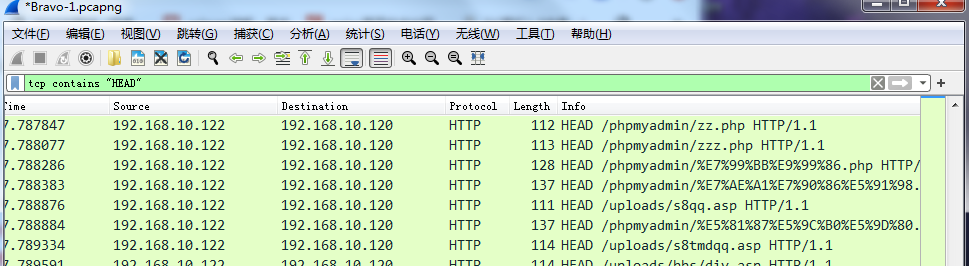 *Bravo-1.pcapng
文件(F) 编辑(E) 视图(V) 跳转(G) 捕获(C) 分析(A) 统计(S) 电话(Y) 无线(W) 工具(T) 帮助(H)
tcp contains "HEAD"
Time Source Destination Protocol Length Info
7.787847 192.168.10.122 192.168.10.120 HTTP 112 HEAD /phpmyadmin/zz.php HTTP/1.1
7.788077 192.168.10.122 192.168.10.120 HTTP 113 HEAD /phpmyadmin/zzz.php HTTP/1.1
7.788286 192.168.10.122 192.168.10.120 HTTP 128 HEAD /phpmyadmin/%E7%99%BB%E9%99%86.php HTTP/
7.788383 192.168.10.122 192.168.10.120 HTTP 137 HEAD /phpmyadmin/%E7%AE%A1%E7%90%86%E5%91%98.
7.788876 192.168.10.122 192.168.10.120 HTTP 111 HEAD /uploads/s8qq.asp HTTP/1.1
7.788884 192.168.10.122 192.168.10.120 HTTP 137 HEAD /phpmyadmin/%E5%81%87%E5%9C%B0%E5%9D%80.
7.789334 192.168.10.122 192.168.10.120 HTTP 114 HEAD /uploads/s8tmdqq.asp HTTP/1.1
7.789591 192.168.10.122 192.168.10.120 HTTP 114 HEAD /uploads/bbs/diy.asp HTTP/1.1